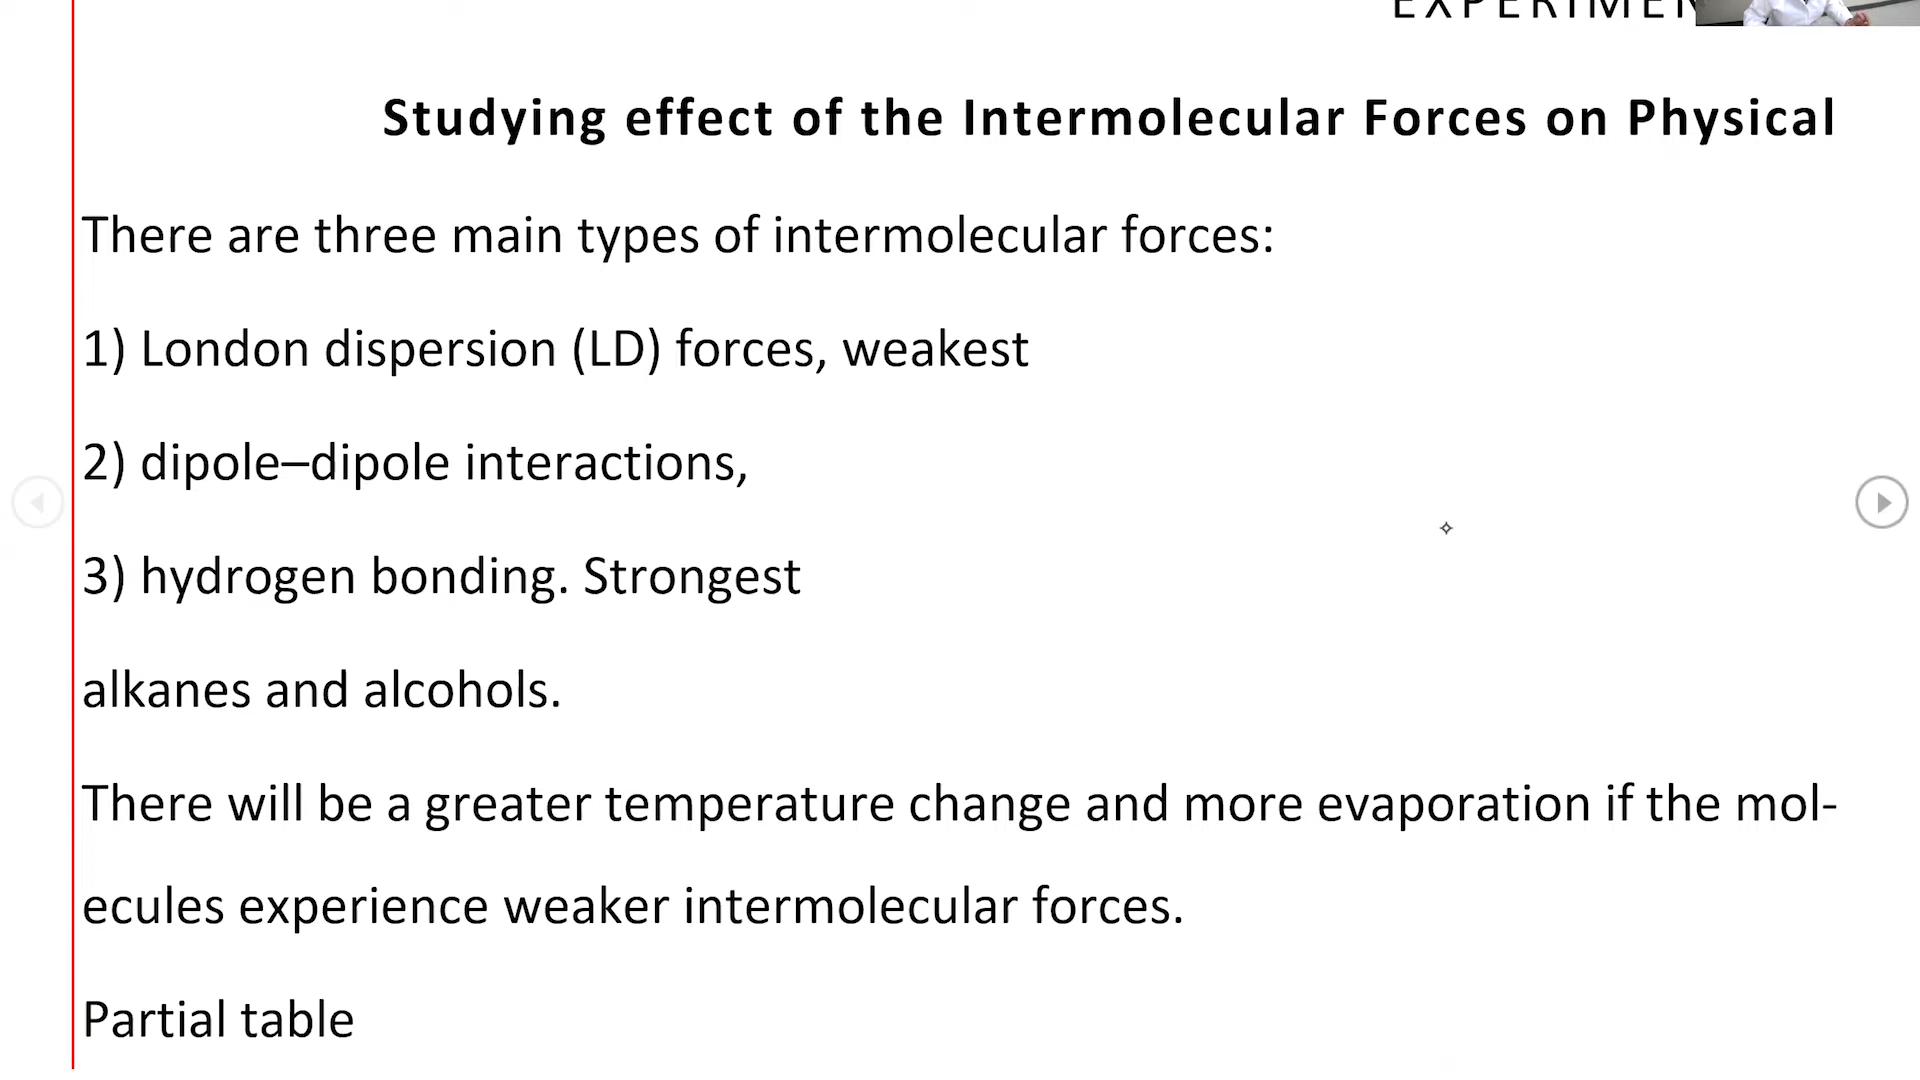 Studying effect of the Intermolecular Forces on Physical
There are three main types of intermolecular forces:
1) London dispersion (LD) forces, weakest
2) dipole–dipole interactions,
3) hydrogen bonding. Strongest
alkanes and alcohols.
There will be a greater temperature change and more evaporation if the mol-
ecules experience weaker intermolecular forces.
Partial table